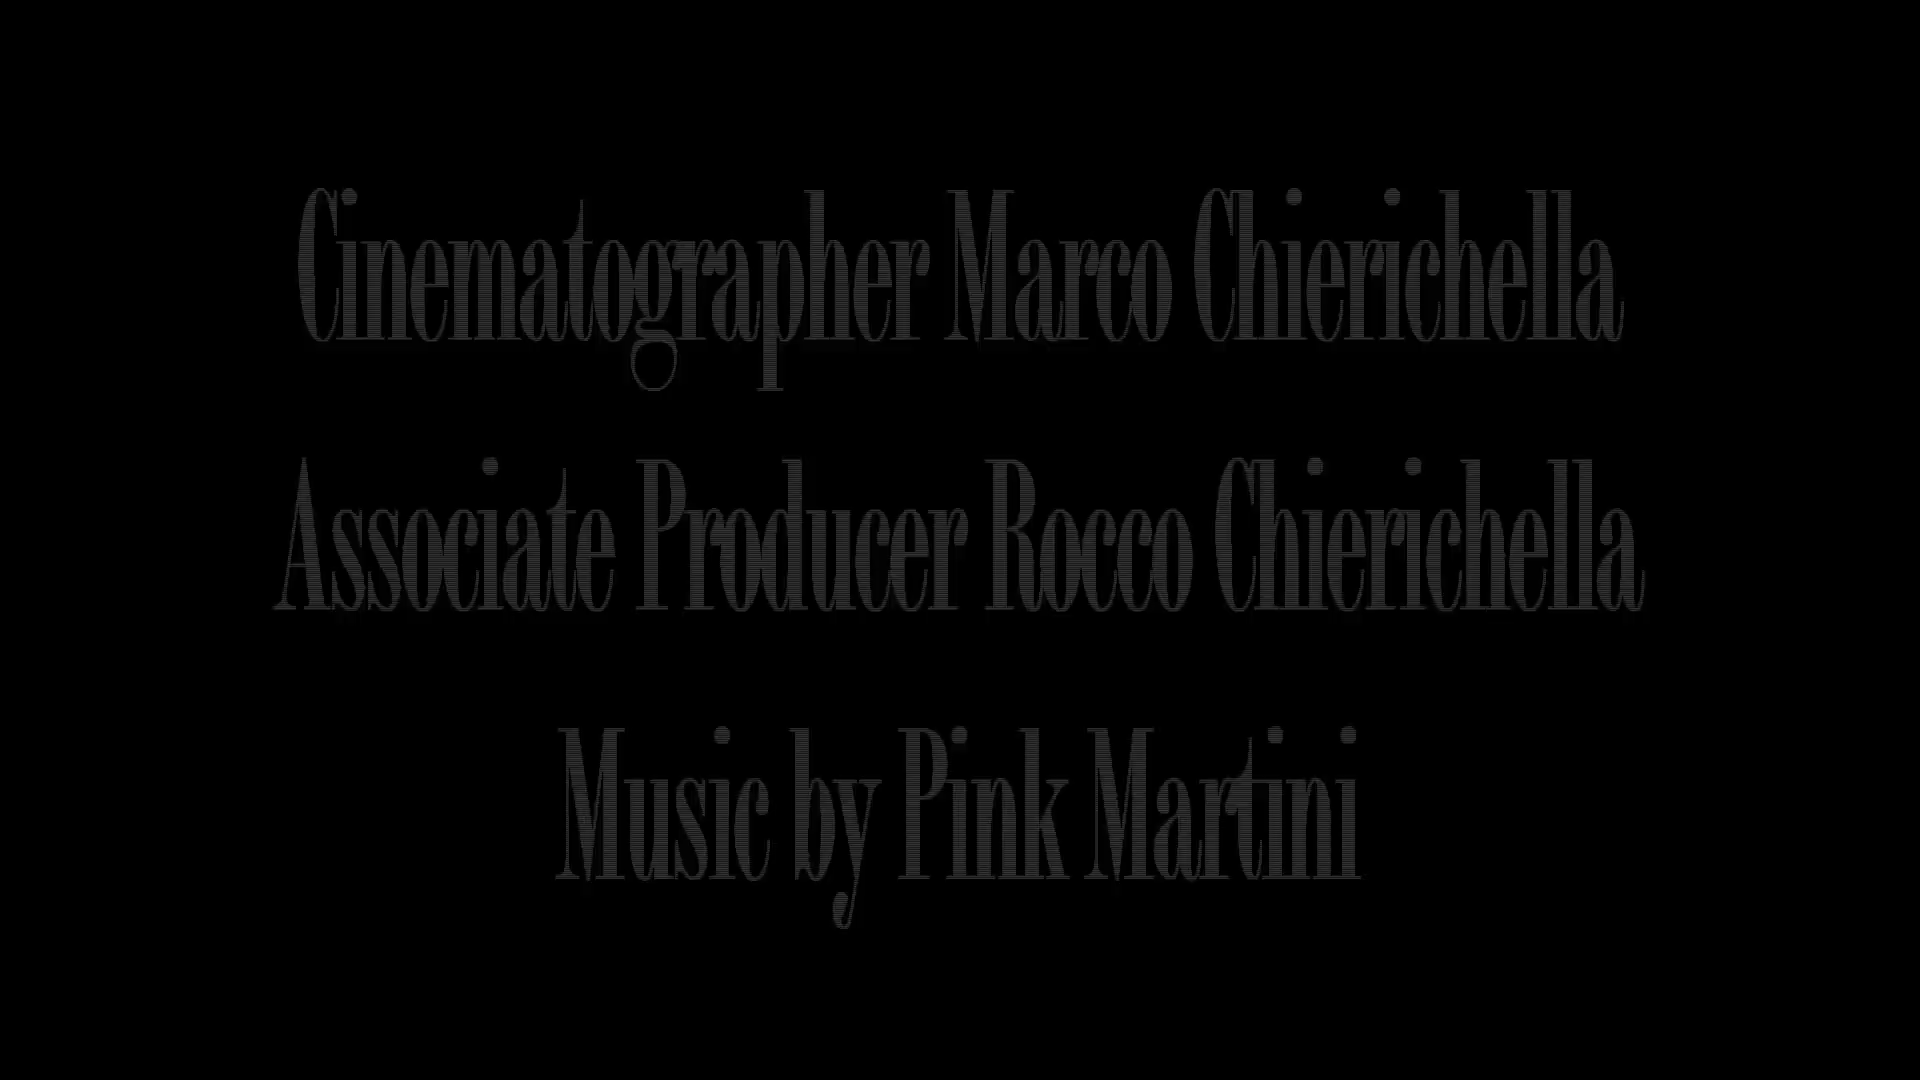 Cinematographer Marco Chierichella
Associate Producer Rocco Chierichella
Music by Pink Martini